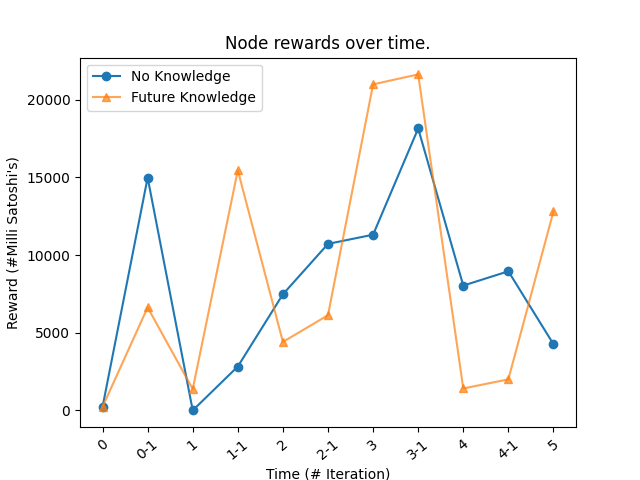 Node rewards over time.
No Knowledge
Future Knowledge
Reward (#Milli Satoshi's)
20000
15000
10000
5000
0
0 0-1 1 1-1 2 2-1 3 3-1 4 4-1 5
Time (# Iteration)